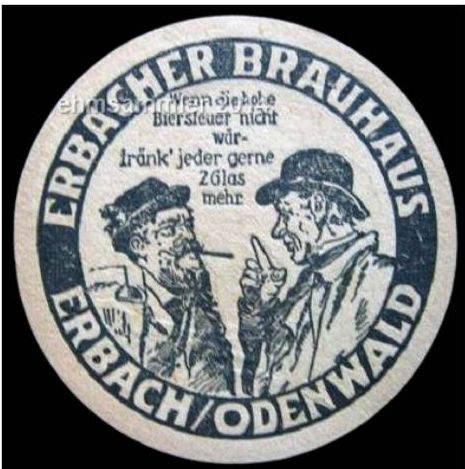 ERBACHER BRAUHAUS
Wenn die hohe
Biersteuer nicht
wär-
tränk' jeder gerne
2 Glas
mehr
ERBACH/ODENWALD